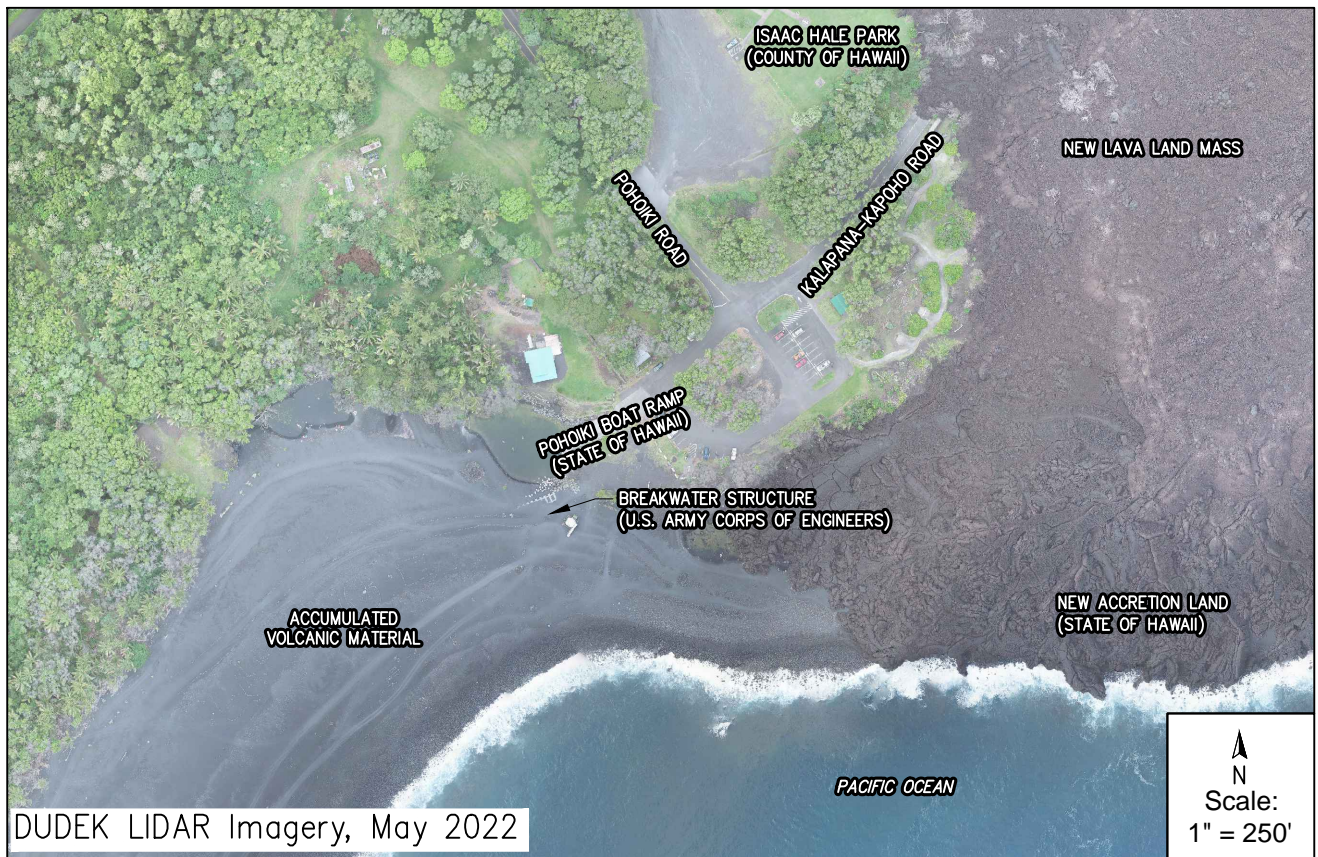 ISAAC HALE PARK
(COUNTY OF HAWAII)
NEW LAVA LAND MASS
POHOIKI ROAD
KALAPANA-KAPOHO ROAD
POHOIKI BOAT RAMP
(STATE OF HAWAII)
BREAKWATER STRUCTURE
(U.S. ARMY CORPS OF ENGINEERS)
ACCUMULATED
VOLCANIC MATERIAL
NEW ACCRETION LAND
(STATE OF HAWAII)
PACIFIC OCEAN
N
Scale:
1" = 250'
DUDEK LIDAR Imagery, May 2022